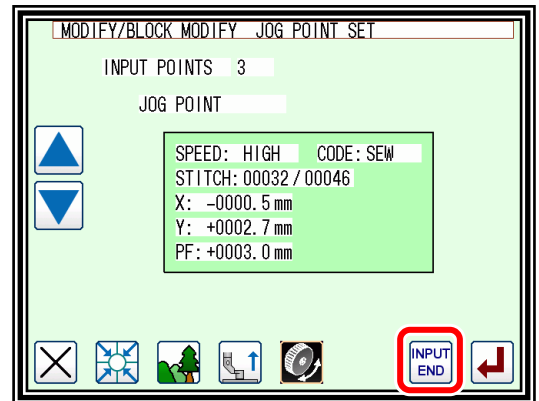 MODIFY/BLOCK MODIFY JOG POINT SET
INPUT POINTS 3
JOG POINT
SPEED: HIGH CODE: SEW
STITCH: 00032 / 00046
X: -0000.5 mm
Y: +0002.7 mm
PF: +0003.0 mm
INPUT
END